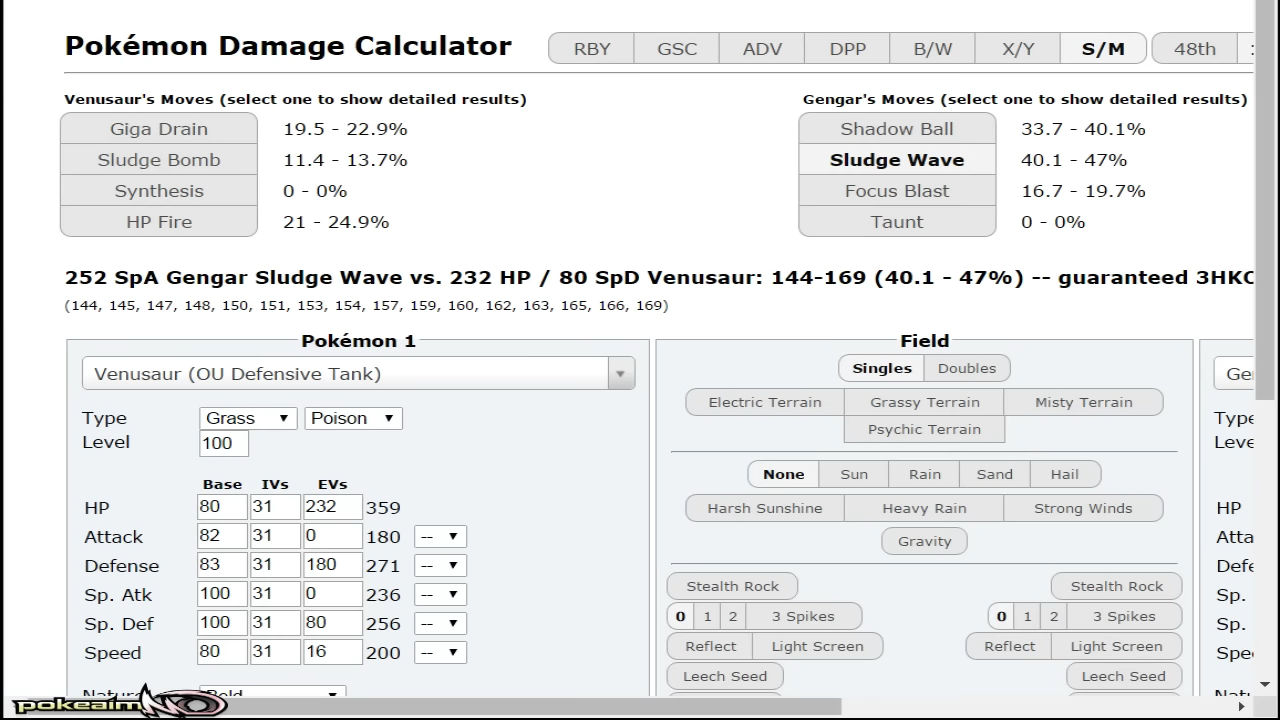 Pokémon Damage Calculator RBY GSC ADV DPP B/W X/Y S/M 48th
Venusaur's Moves (select one to show detailed results) Gengar's Moves (select one to show detailed results)
Giga Drain 19.5 - 22.9% Shadow Ball 33.7 - 40.1%
Sludge Bomb 11.4 - 13.7% Sludge Wave 40.1 - 47%
Synthesis 0 - 0% Focus Blast 16.7 - 19.7%
HP Fire 21 - 24.9% Taunt 0 - 0%
252 SpA Gengar Sludge Wave vs. 232 HP / 80 SpD Venusaur: 144-169 (40.1 - 47%) -- guaranteed 3HKO
(144, 145, 147, 148, 150, 151, 153, 154, 157, 159, 160, 162, 163, 165, 166, 169)
Pokémon 1 Field
Venusaur (OU Defensive Tank) Singles Doubles Ge
Type Grass Poison Electric Terrain Grassy Terrain Misty Terrain Type
Level 100 Psychic Terrain Leve
None Sun Rain Sand Hail
Base IVs EVs
HP 80 31 232 359 Harsh Sunshine Heavy Rain Strong Winds HP
Attack 82 31 0 180 -- Gravity Atta
Defense 83 31 180 271 -- Defe
Sp. Atk 100 31 0 236 -- Stealth Rock Stealth Rock Sp.
Sp. Def 100 31 80 256 -- 0 1 2 3 Spikes 0 1 2 3 Spikes Sp.
Speed 80 31 16 200 -- Reflect Light Screen Reflect Light Screen Spee
Leech Seed Leech Seed
Nature Bold Natu
pokeaimMD